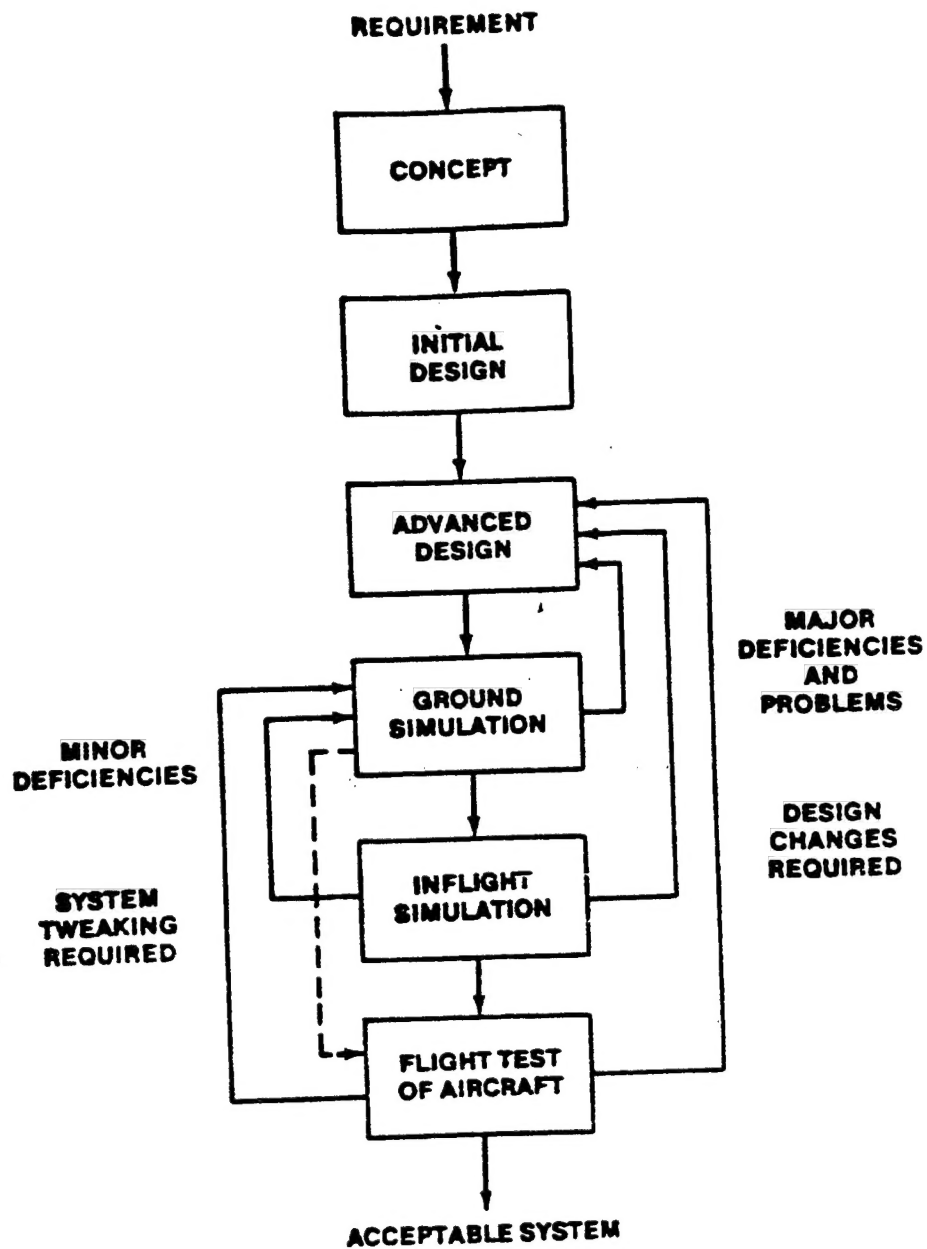 REQUIREMENT
CONCEPT
INITIAL
DESIGN
ADVANCED
DESIGN
MAJOR
DEFICIENCIES
AND
PROBLEMS
GROUND
SIMULATION
MINOR
DEFICIENCIES
DESIGN
CHANGES
REQUIRED
INFLIGHT
SIMULATION
SYSTEM
TWEAKING
REQUIRED
FLIGHT TEST
OF AIRCRAFT
ACCEPTABLE SYSTEM